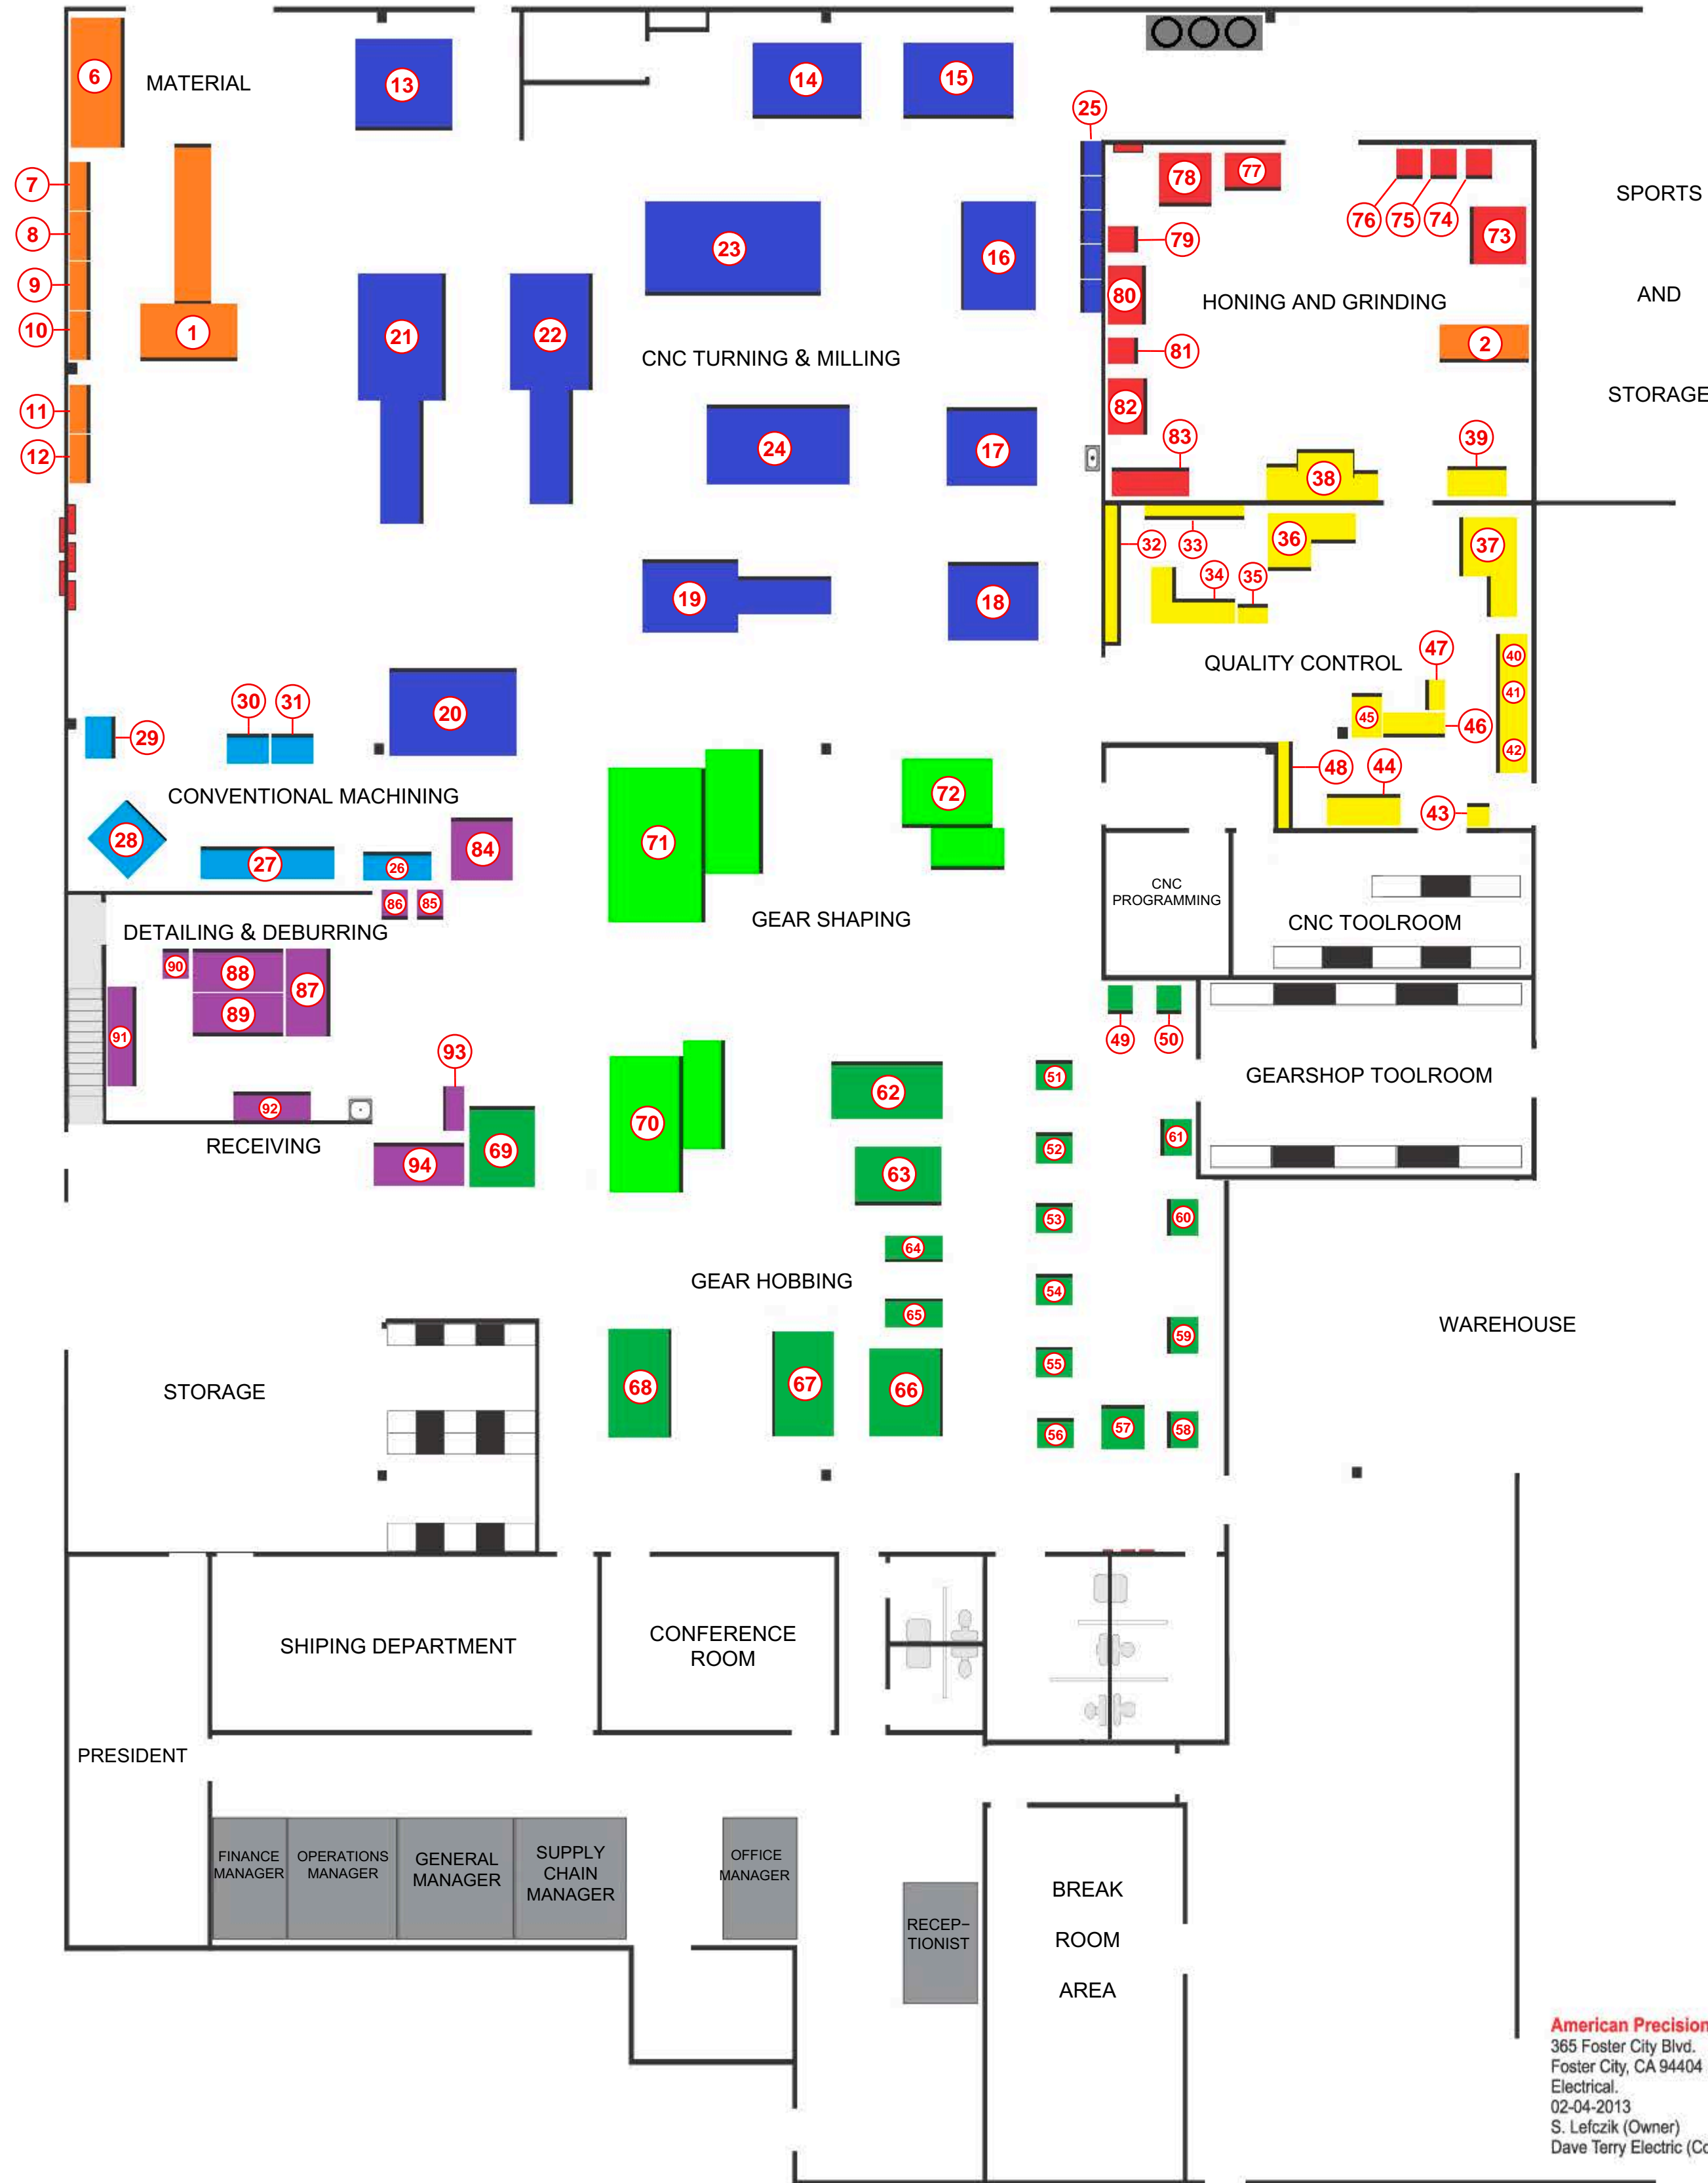 6
MATERIAL
13
14
15
25
7
8
9
10
1
11
12
21
22
23
16
CNC TURNING & MILLING
24
17
19
18
20
78
77
76
75
74
73
79
80
HONING AND GRINDING
81
2
82
83
38
39
SPORTS
AND
STORAGE
32
33
36
37
34
35
QUALITY CONTROL
47
40
41
45
46
42
48
44
43
30
31
29
CONVENTIONAL MACHINING
28
27
26
84
86
85
DETAILING & DEBURRING
90
88
87
89
91
92
93
RECEIVING
94
69
71
72
GEAR SHAPING
CNC
PROGRAMMING
CNC TOOLROOM
49
50
GEARSHOP TOOLROOM
70
62
51
63
52
61
53
60
64
GEAR HOBBING
54
65
59
55
68
67
66
56
57
58
WAREHOUSE
STORAGE
SHIPING DEPARTMENT
CONFERENCE
ROOM
PRESIDENT
FINANCE
MANAGER
OPERATIONS
MANAGER
GENERAL
MANAGER
SUPPLY
CHAIN
MANAGER
OFFICE
MANAGER
RECEP-
TIONIST
BREAK
ROOM
AREA
American Precision
365 Foster City Blvd.
Foster City, CA 94404
Electrical.
02-04-2013
S. Lefczik (Owner)
Dave Terry Electric (Co